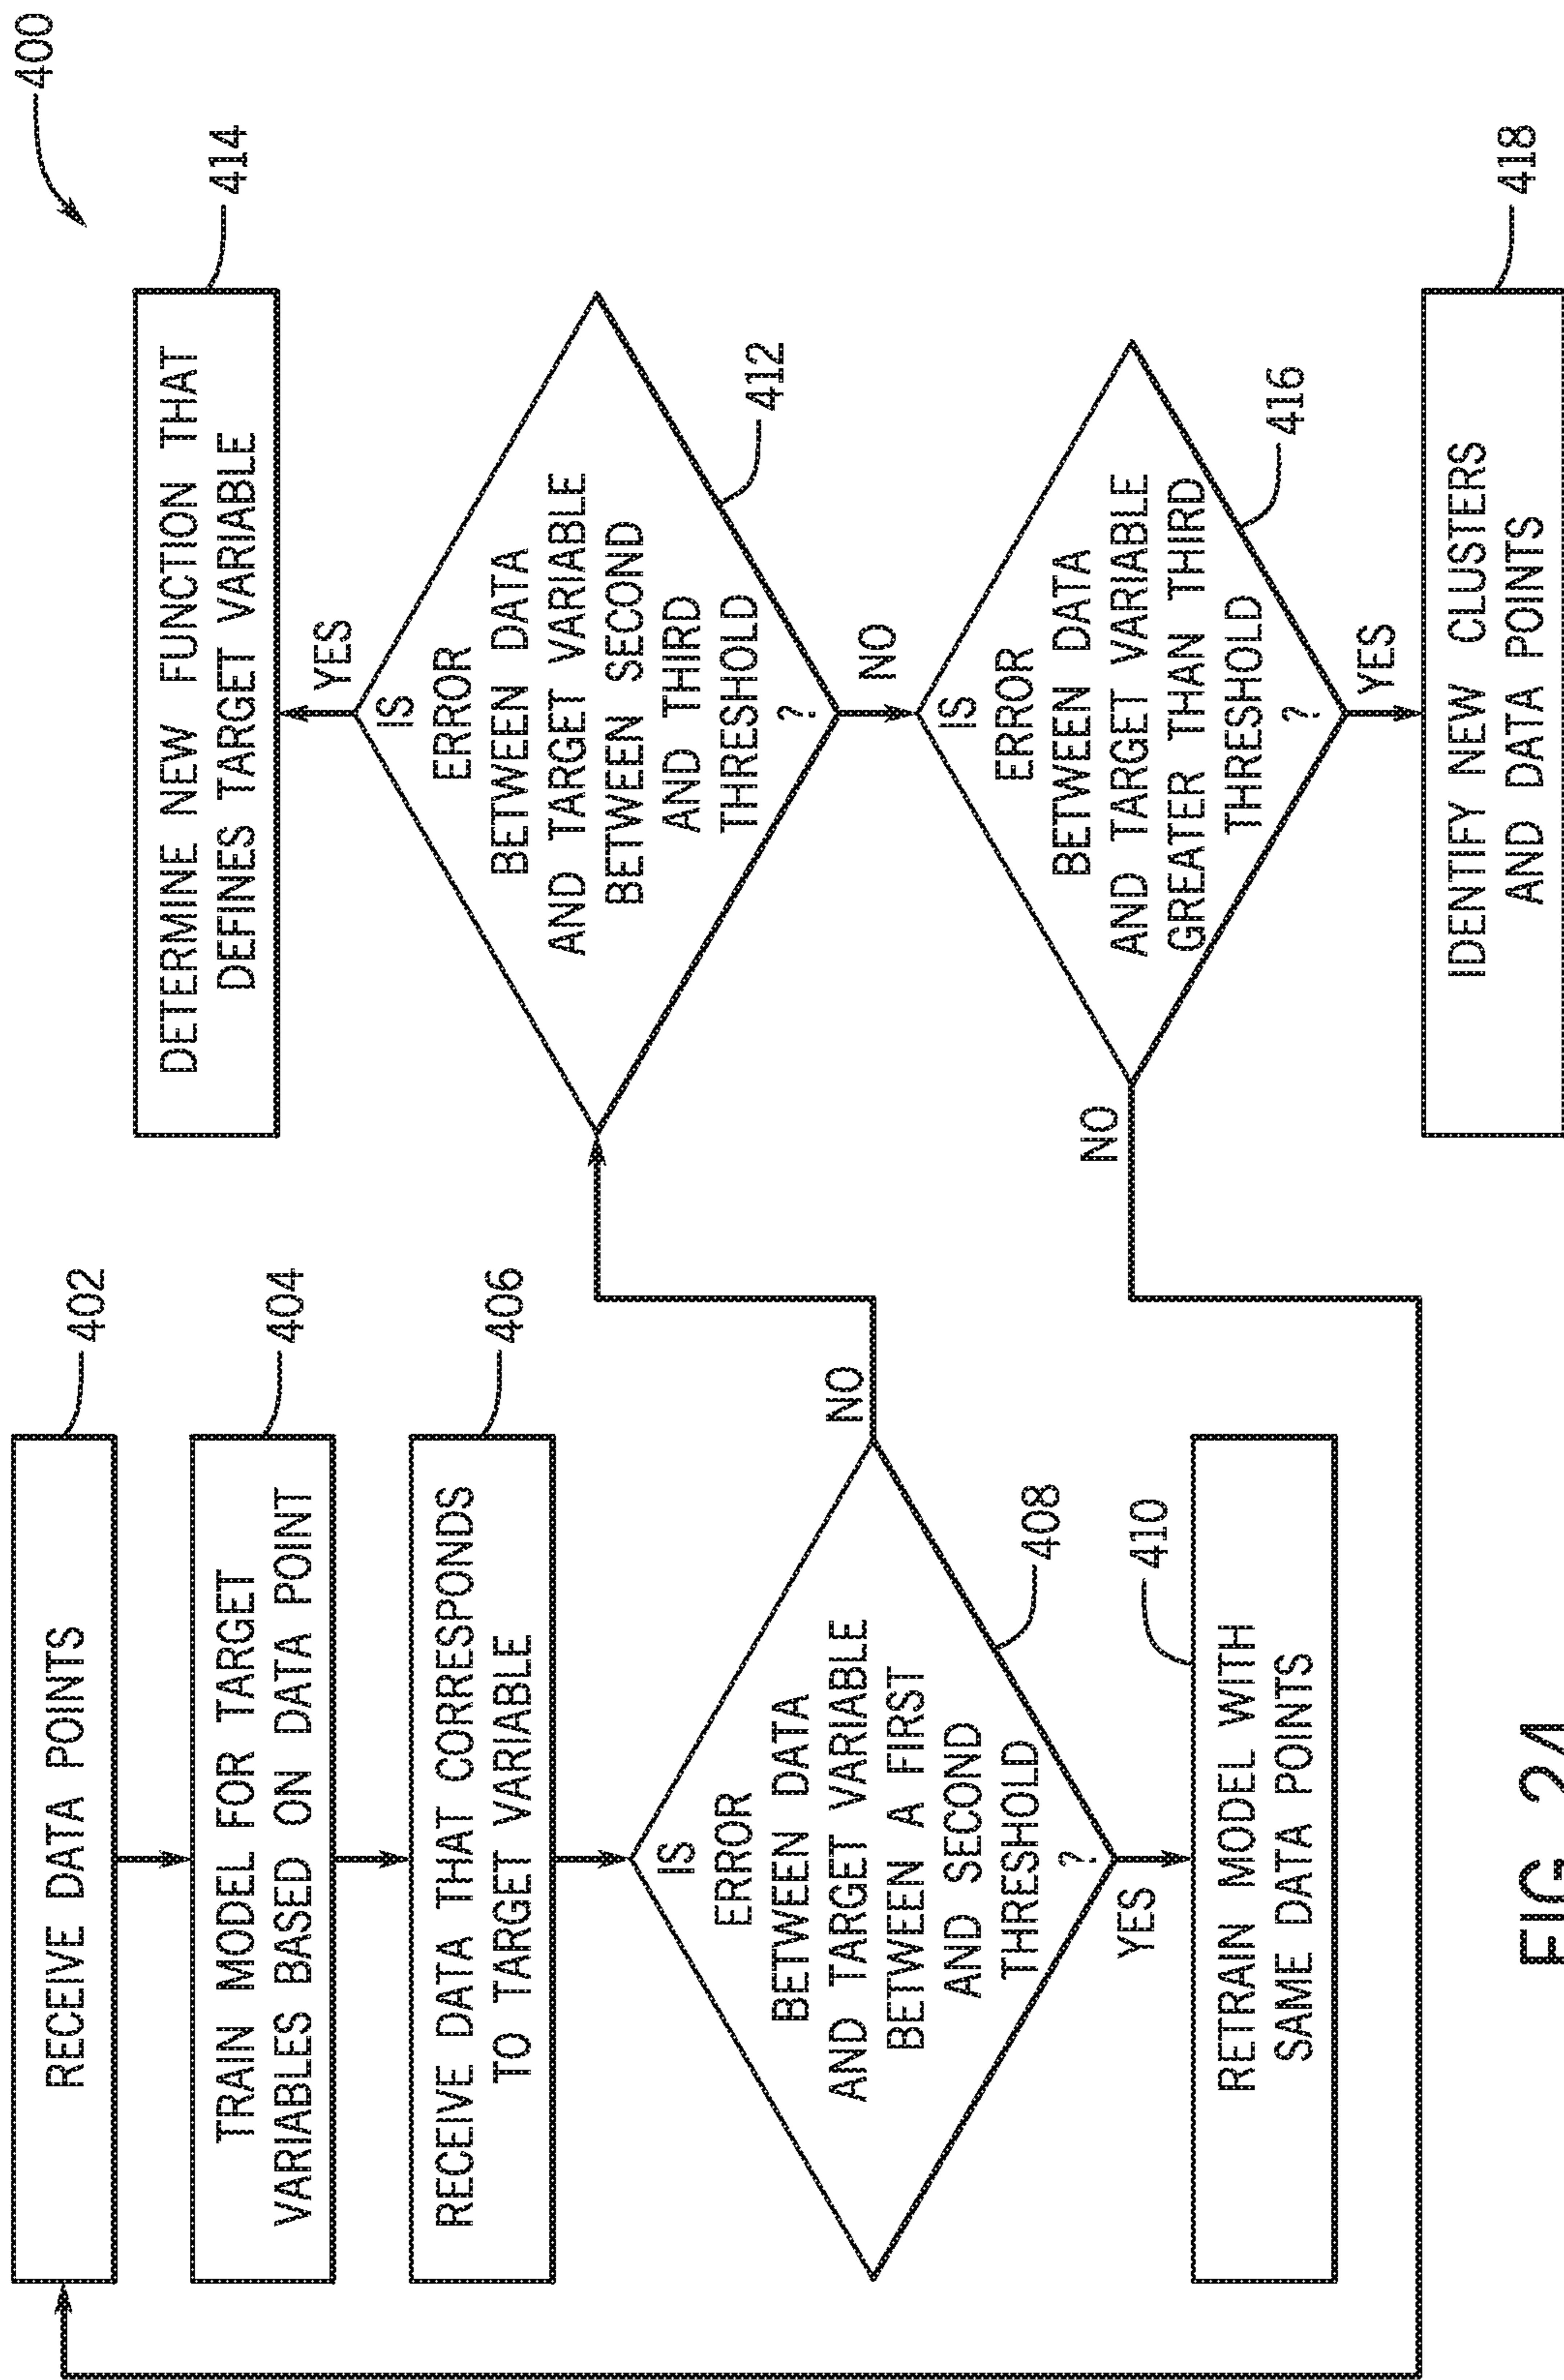 400
RECEIVE DATA POINTS
402
TRAIN MODEL FOR TARGET
VARIABLES BASED ON DATA POINT
404
RECEIVE DATA THAT CORRESPONDS
TO TARGET VARIABLE
406
IS
ERROR
BETWEEN DATA
AND TARGET VARIABLE
BETWEEN A FIRST
AND SECOND
THRESHOLD
?
408
NO
YES
410
RETRAIN MODEL WITH
SAME DATA POINTS
DETERMINE NEW FUNCTION THAT
DEFINES TARGET VARIABLE
414
YES
IS
ERROR
BETWEEN DATA
AND TARGET VARIABLE
BETWEEN SECOND
AND THIRD
THRESHOLD
?
412
NO
IS
ERROR
BETWEEN DATA
AND TARGET VARIABLE
GREATER THAN THIRD
THRESHOLD
?
416
NO
YES
IDENTIFY NEW CLUSTERS
AND DATA POINTS
418
FIG. 24